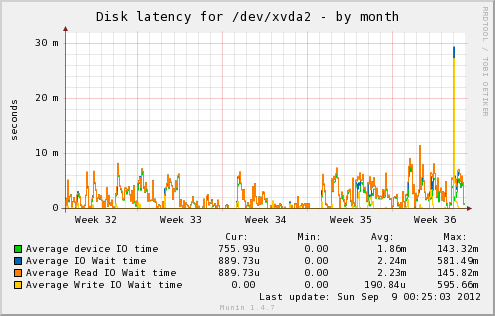 Disk latency for /dev/xvda2 - by month
RRDTOOL / TOBI OETIKER
seconds
30 m
20 m
10 m
0
Week 32 Week 33 Week 34 Week 35 Week 36
Cur: Min: Avg: Max:
Average device IO time 755.93u 0.00 1.86m 143.32m
Average IO Wait time 889.73u 0.00 2.24m 581.49m
Average Read IO Wait time 889.73u 0.00 2.23m 145.82m
Average Write IO Wait time 0.00 0.00 190.84u 595.66m
Last update: Sun Sep 9 00:25:03 2012
Munin 1.4.7